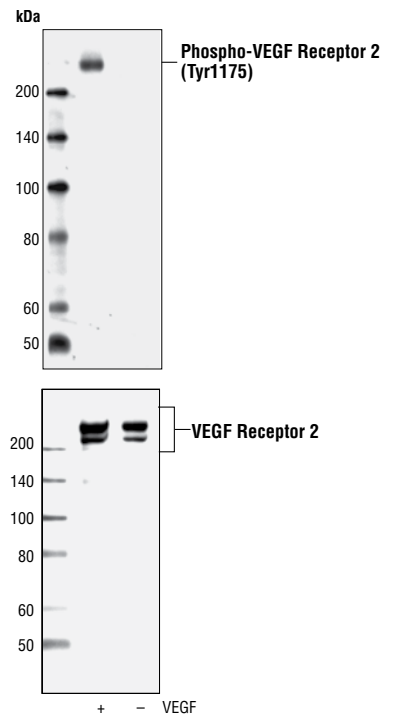 kDa
Phospho-VEGF Receptor 2
(Tyr1175)
200
140
100
80
60
50
VEGF Receptor 2
200
140
100
80
60
50
+ – VEGF